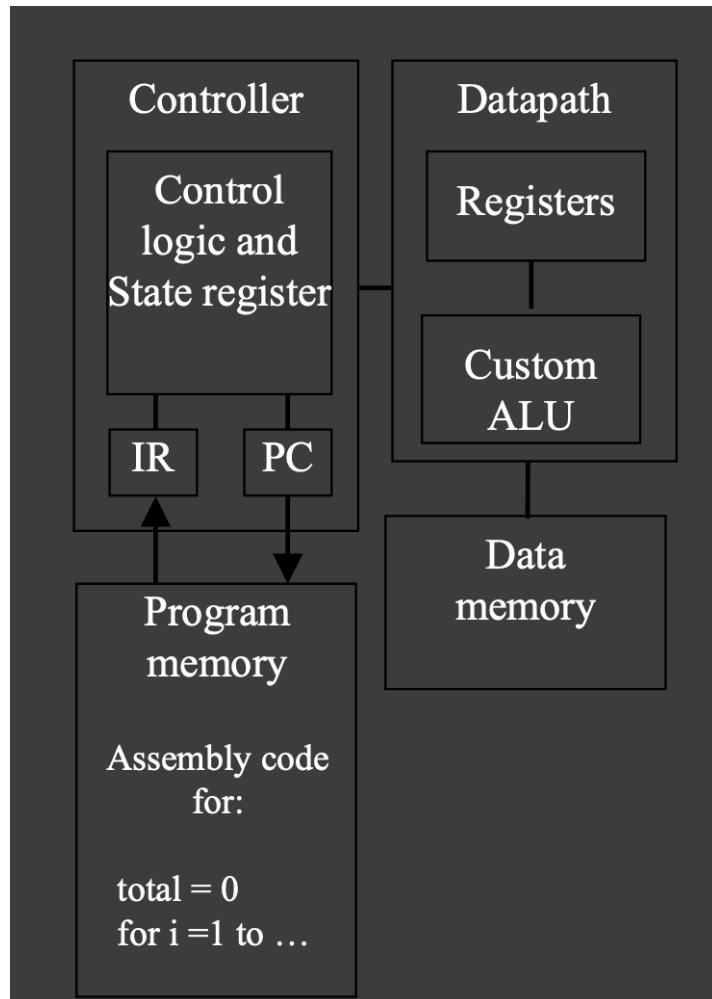 Controller
Control
logic and
State register
IR
PC
Datapath
Registers
Custom
ALU
Data
memory
Program
memory
Assembly code
for:
total = 0
for i =1 to …